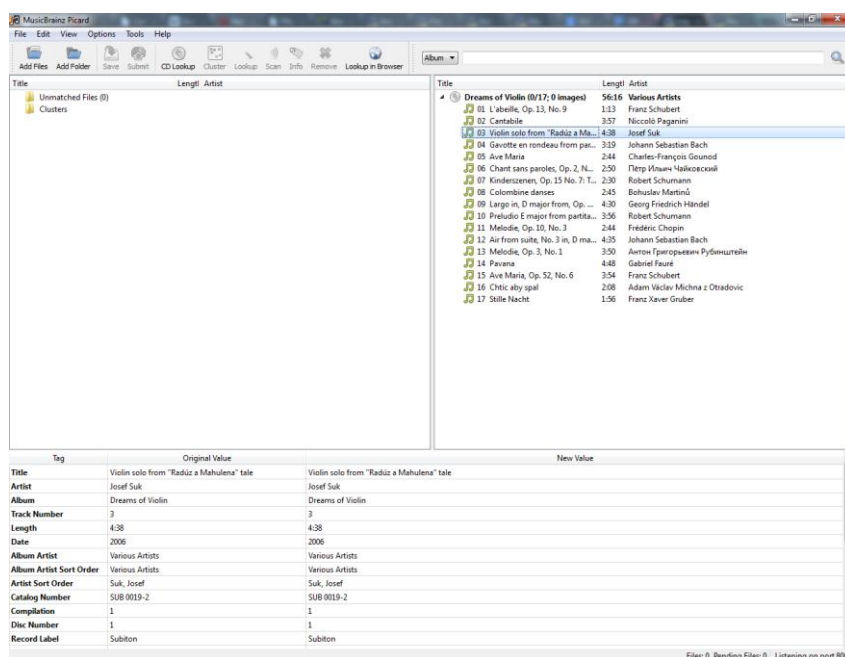 MusicBrainz Picard
File Edit View Options Tools Help
Add Files Add Folder Save Submit CD Lookup Cluster Lookup Scan Info Remove Lookup in Browser Album
Title Lengtl Artist
Unmatched Files (0)
Clusters
Title Lengtl Artist
Dreams of Violin (0/17; 0 images) 56:16 Various Artists
01 L'abeille, Op. 13, No. 9 1:13 Franz Schubert
02 Cantabile 3:57 Niccolò Paganini
03 Violin solo from "Radúz a Ma... 4:38 Josef Suk
04 Gavotte en rondeau from par... 3:19 Johann Sebastian Bach
05 Ave Maria 2:44 Charles-François Gounod
06 Chant sans paroles, Op. 2, N... 2:50 Пётр Ильич Чайковский
07 Kinderszenen, Op. 15 No. 7: T... 2:30 Robert Schumann
08 Colombine danses 2:45 Bohuslav Martinů
09 Largo in, D major from, Op. ... 4:30 Georg Friedrich Händel
10 Preludio E major from partita... 3:56 Robert Schumann
11 Melodie, Op. 10, No. 3 2:44 Frédéric Chopin
12 Air from suite, No. 3 in, D ma... 4:35 Johann Sebastian Bach
13 Melodie, Op. 3, No. 1 3:50 Антон Григорьевич Рубинштейн
14 Pavana 4:48 Gabriel Fauré
15 Ave Maria, Op. 52, No. 6 3:54 Franz Schubert
16 Chtic aby spal 2:08 Adam Václav Michna z Otradovic
17 Stille Nacht 1:56 Franz Xaver Gruber
Tag Original Value New Value
Title Violin solo from "Radúz a Mahulena" tale Violin solo from "Radúz a Mahulena" tale
Artist Josef Suk Josef Suk
Album Dreams of Violin Dreams of Violin
Track Number 3 3
Length 4:38 4:38
Date 2006 2006
Album Artist Various Artists Various Artists
Album Artist Sort Order Various Artists Various Artists
Artist Sort Order Suk, Josef Suk, Josef
Catalog Number SUB 0019-2 SUB 0019-2
Compilation 1 1
Disc Number 1 1
Record Label Subiton Subiton
Files: 0, Pending Files: 0 Listening on port 800